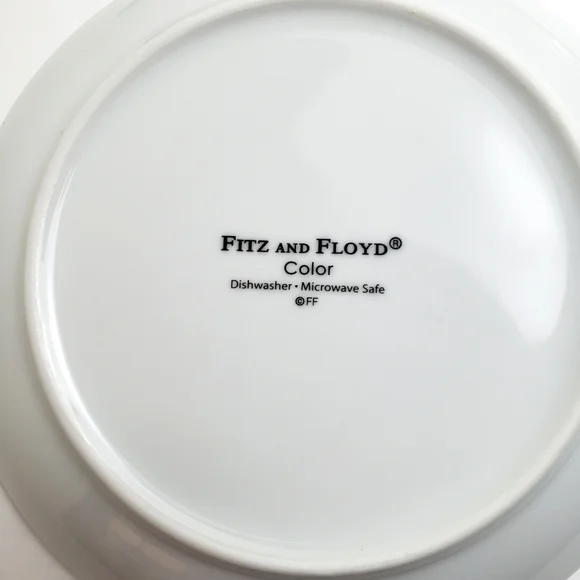 FITZ AND FLOYD®
Color
Dishwasher • Microwave Safe
©FF